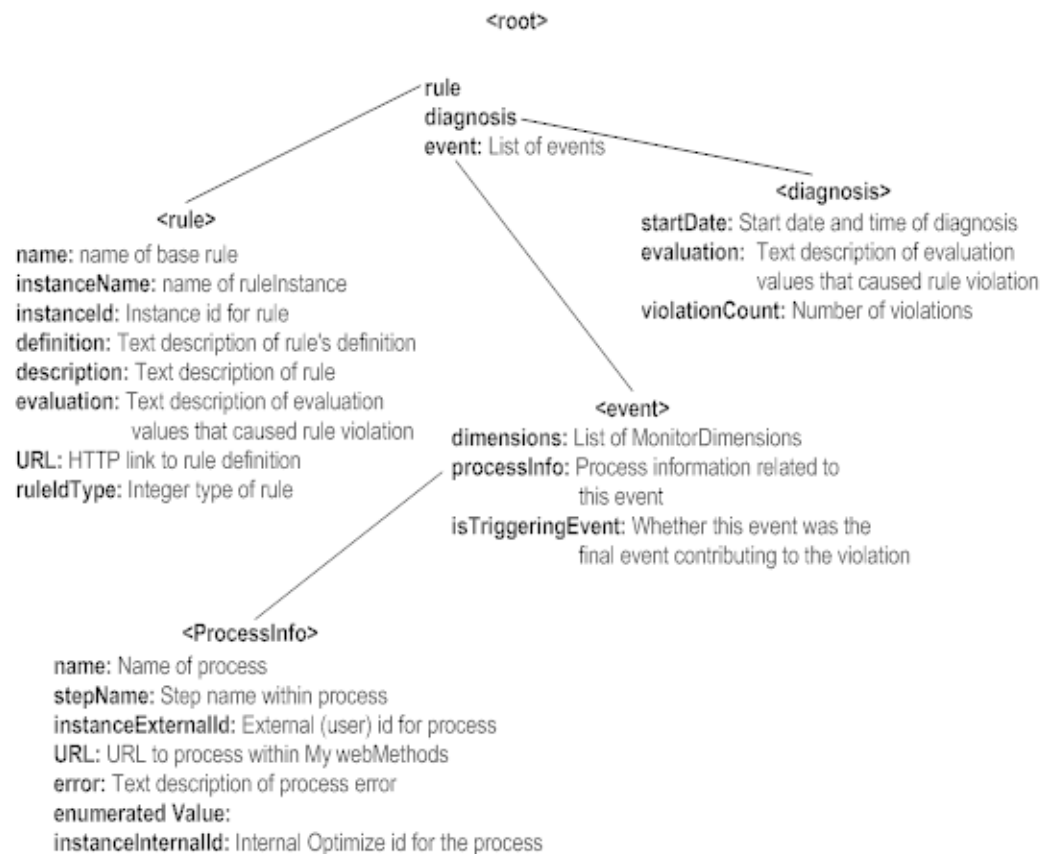 <root>
rule
diagnosis
event: List of events
<diagnosis>
startDate: Start date and time of diagnosis
evaluation: Text description of evaluation
values that caused rule violation
violationCount: Number of violations
<rule>
name: name of base rule
instanceName: name of ruleInstance
instanceId: Instance id for rule
definition: Text description of rule's definition
description: Text description of rule
evaluation: Text description of evaluation
values that caused rule violation
URL: HTTP link to rule definition
ruleIdType: Integer type of rule
<event>
dimensions: List of MonitorDimensions
processInfo: Process information related to
this event
isTriggeringEvent: Whether this event was the
final event contributing to the violation
<ProcessInfo>
name: Name of process
stepName: Step name within process
instanceExternalId: External (user) id for process
URL: URL to process within My webMethods
error: Text description of process error
enumerated Value:
instanceInternalId: Internal Optimize id for the process